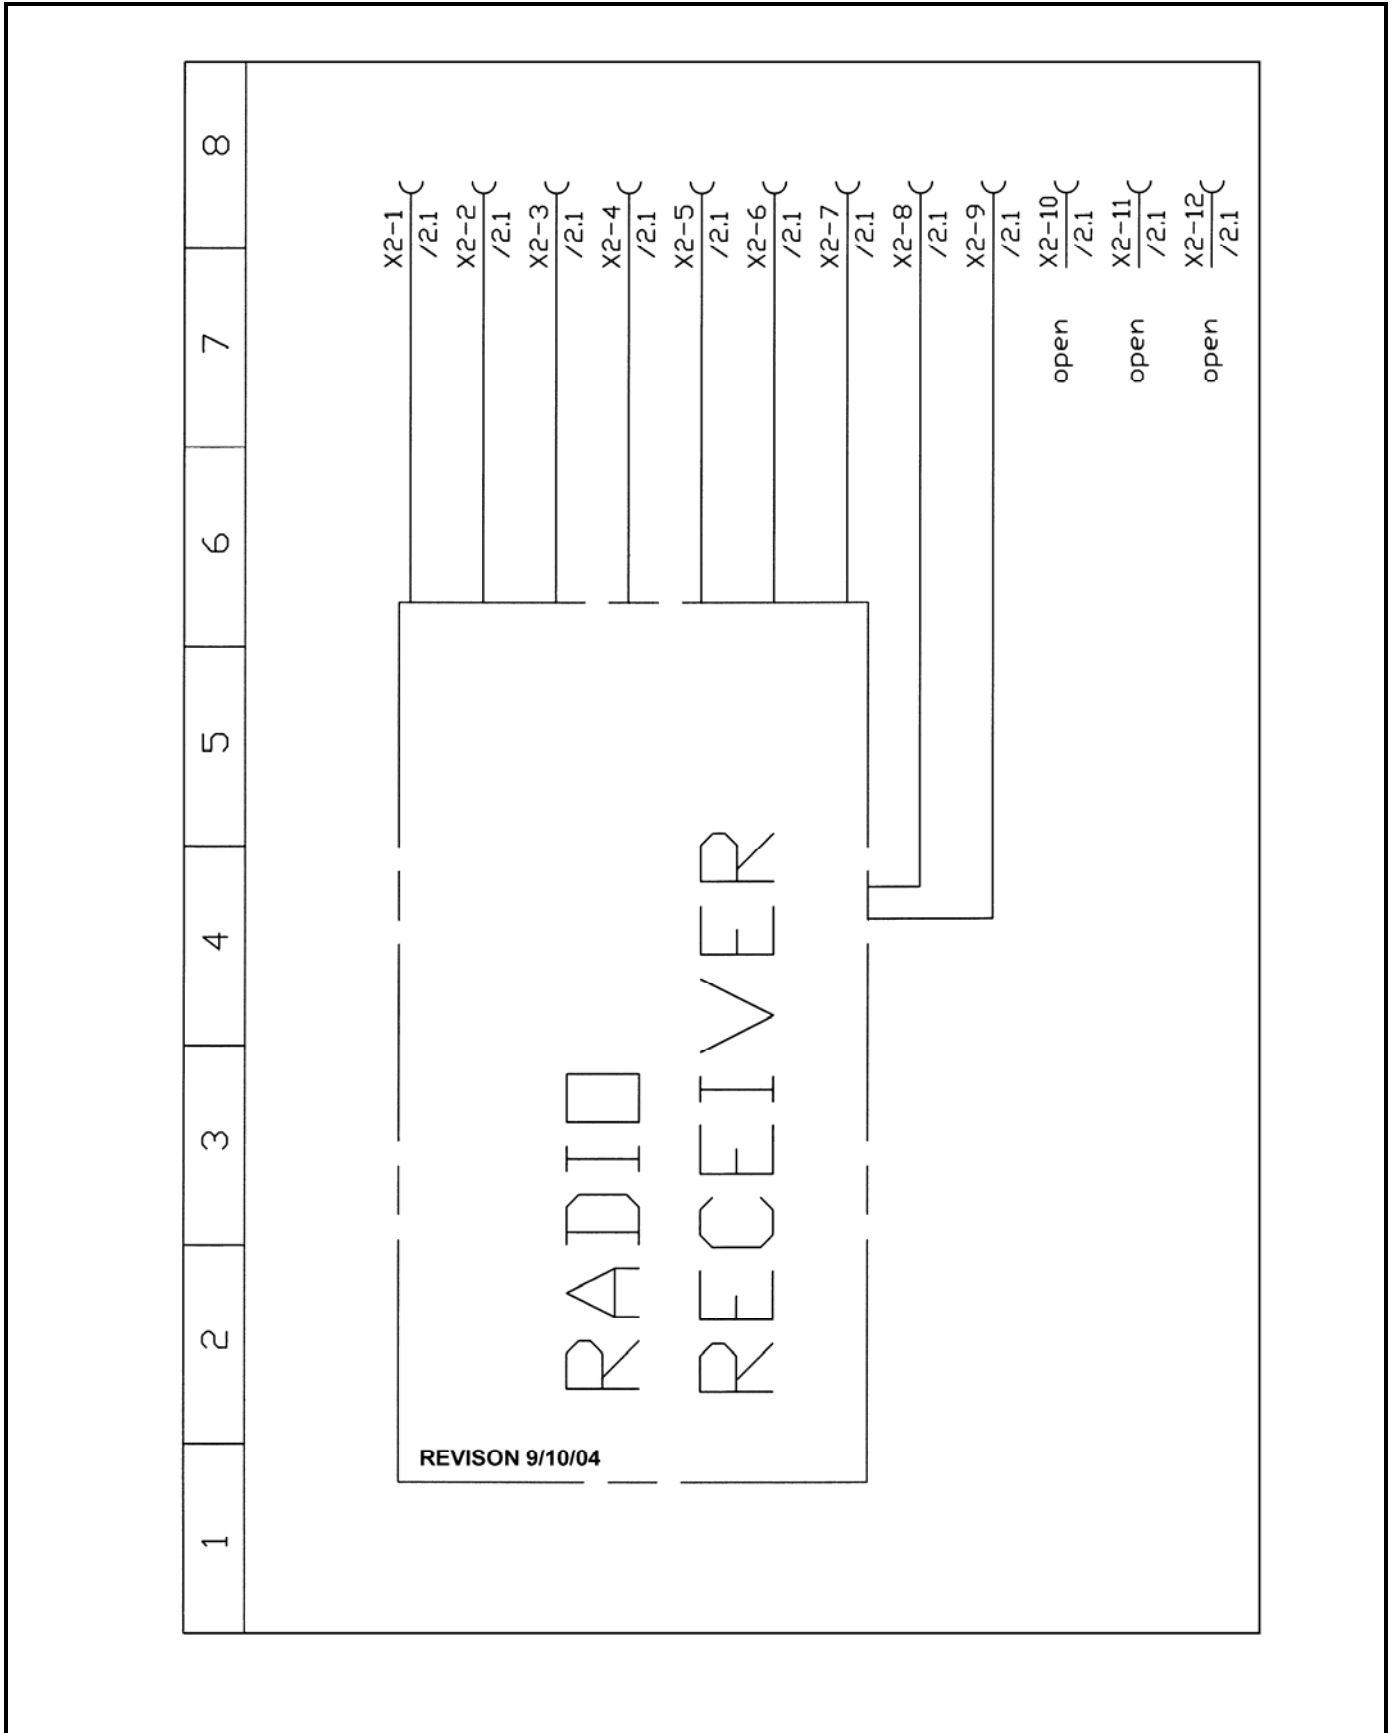 1
2
3
4
5
6
7
8
X2-1
/2.1
X2-2
/2.1
X2-3
/2.1
X2-4
/2.1
X2-5
/2.1
X2-6
/2.1
X2-7
/2.1
X2-8
/2.1
X2-9
/2.1
open
X2-10
/2.1
open
X2-11
/2.1
open
X2-12
/2.1
RADIO
RECEIVER
REVISON 9/10/04